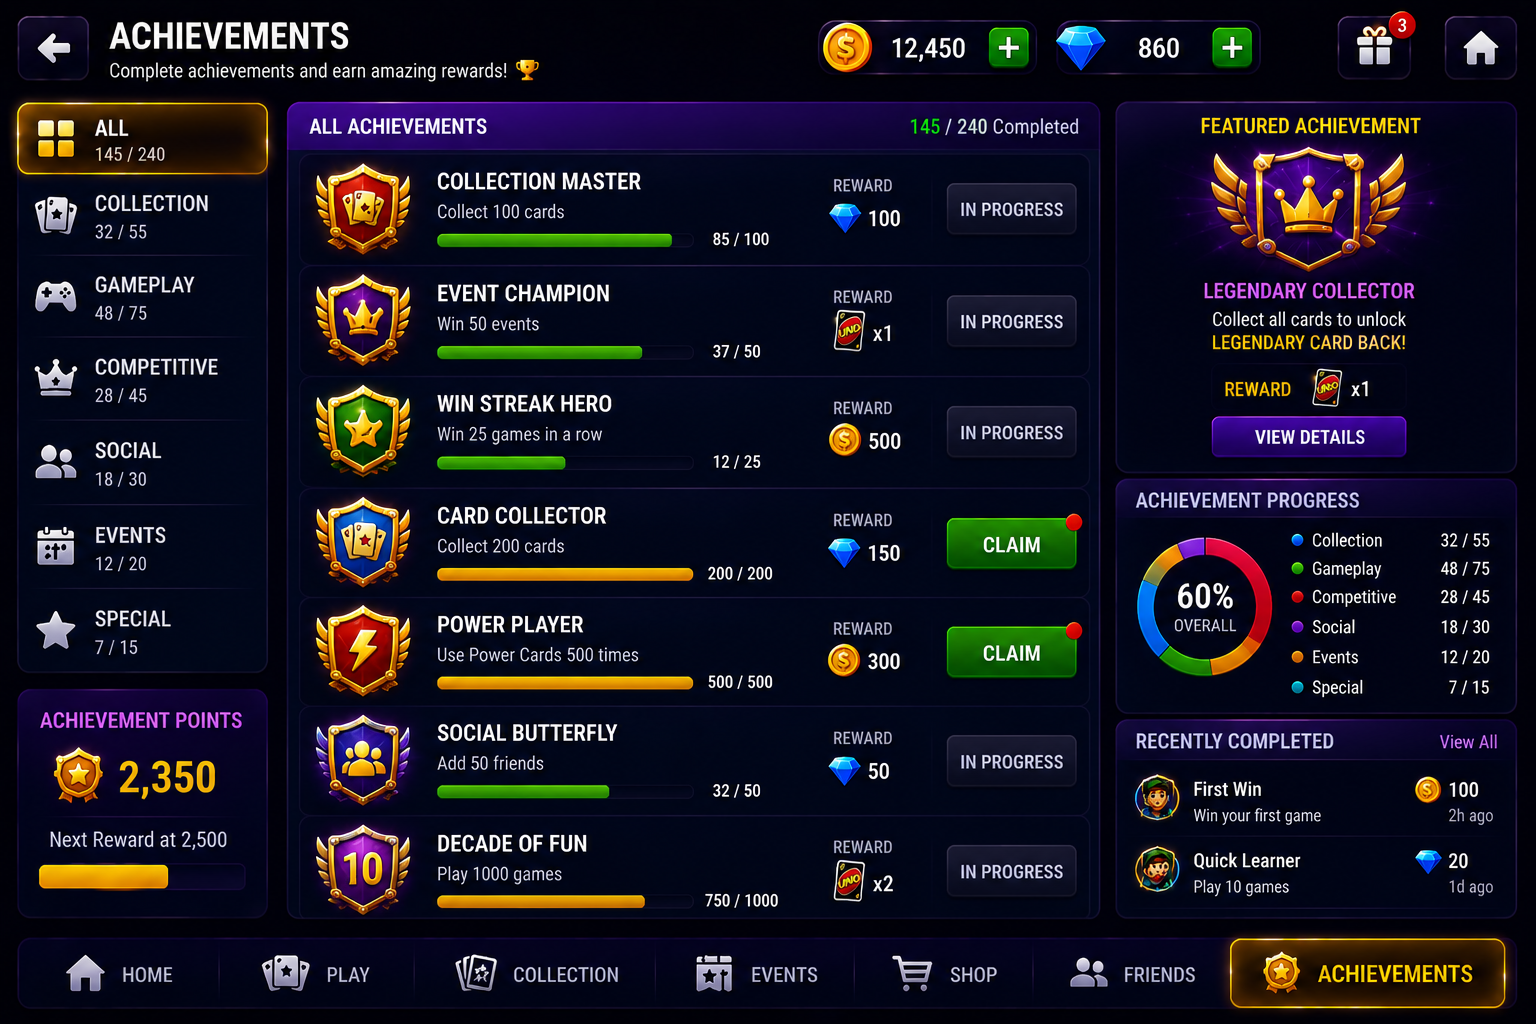 ACHIEVEMENTS
Complete achievements and earn amazing rewards!
12,450
860
3
ALL
145 / 240
COLLECTION
32 / 55
GAMEPLAY
48 / 75
COMPETITIVE
28 / 45
SOCIAL
18 / 30
EVENTS
12 / 20
SPECIAL
7 / 15
ACHIEVEMENT POINTS
2,350
Next Reward at 2,500
ALL ACHIEVEMENTS
145 / 240 Completed
COLLECTION MASTER
Collect 100 cards
85 / 100
REWARD
100
IN PROGRESS
EVENT CHAMPION
Win 50 events
37 / 50
REWARD
UNO
x1
IN PROGRESS
WIN STREAK HERO
Win 25 games in a row
12 / 25
REWARD
500
IN PROGRESS
CARD COLLECTOR
Collect 200 cards
200 / 200
REWARD
150
CLAIM
POWER PLAYER
Use Power Cards 500 times
500 / 500
REWARD
300
CLAIM
SOCIAL BUTTERFLY
Add 50 friends
32 / 50
REWARD
50
IN PROGRESS
10
DECADE OF FUN
Play 1000 games
750 / 1000
REWARD
UNO
x2
IN PROGRESS
FEATURED ACHIEVEMENT
LEGENDARY COLLECTOR
Collect all cards to unlock
LEGENDARY CARD BACK!
REWARD
UNO
x1
VIEW DETAILS
ACHIEVEMENT PROGRESS
60%
OVERALL
Collection 32 / 55
Gameplay 48 / 75
Competitive 28 / 45
Social 18 / 30
Events 12 / 20
Special 7 / 15
RECENTLY COMPLETED
View All
First Win
Win your first game
100
2h ago
Quick Learner
Play 10 games
20
1d ago
HOME
PLAY
COLLECTION
EVENTS
SHOP
FRIENDS
ACHIEVEMENTS